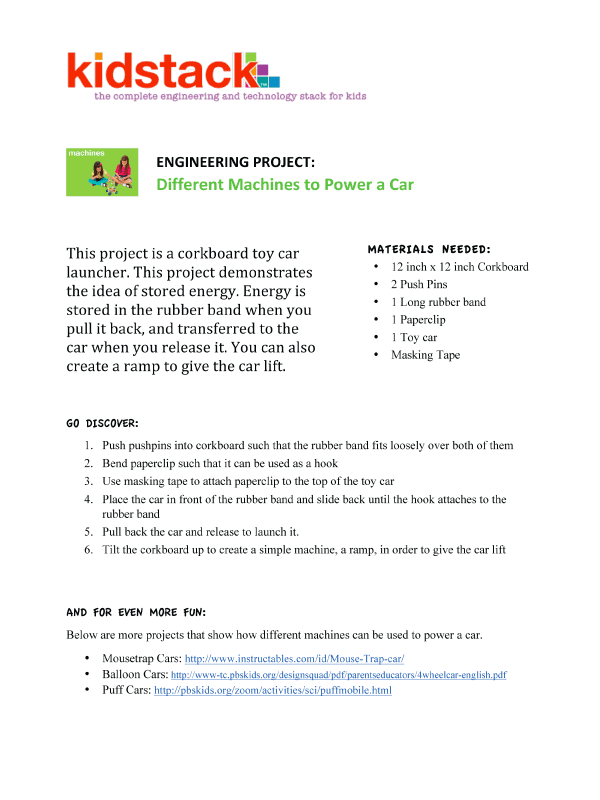 kidstack
the complete engineering and technology stack for kids
machines
ENGINEERING PROJECT:
Different Machines to Power a Car
This project is a corkboard toy car
launcher. This project demonstrates
the idea of stored energy. Energy is
stored in the rubber band when you
pull it back, and transferred to the
car when you release it. You can also
create a ramp to give the car lift.
MATERIALS NEEDED:
• 12 inch x 12 inch Corkboard
• 2 Push Pins
• 1 Long rubber band
• 1 Paperclip
• 1 Toy car
• Masking Tape
GO DISCOVER:
1. Push pushpins into corkboard such that the rubber band fits loosely over both of them
2. Bend paperclip such that it can be used as a hook
3. Use masking tape to attach paperclip to the top of the toy car
4. Place the car in front of the rubber band and slide back until the hook attaches to the
rubber band
5. Pull back the car and release to launch it.
6. Tilt the corkboard up to create a simple machine, a ramp, in order to give the car lift
AND FOR EVEN MORE FUN:
Below are more projects that show how different machines can be used to power a car.
• Mousetrap Cars: http://www.instructables.com/id/Mouse-Trap-car/
• Balloon Cars: http://www-tc.pbskids.org/designsquad/pdf/parentseducators/4wheelcar-english.pdf
• Puff Cars: http://pbskids.org/zoom/activities/sci/puffmobile.html